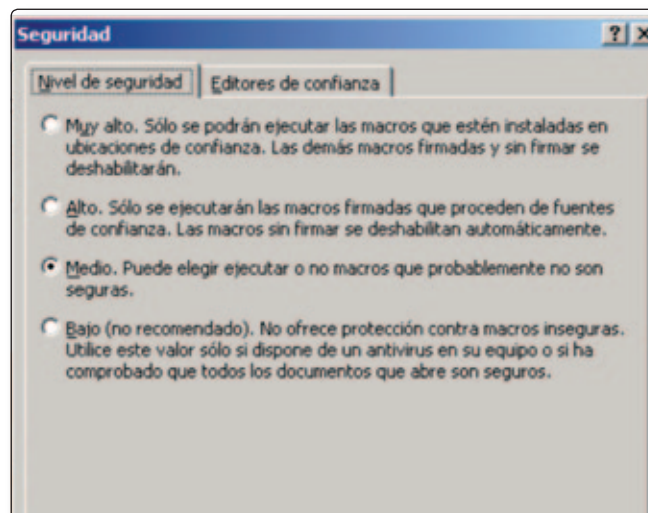 Seguridad
Nivel de seguridad
Editores de confianza
Muy alto. Sólo se podrán ejecutar las macros que estén instaladas en
ubicaciones de confianza. Las demás macros firmadas y sin firmar se
deshabilitarán.
Alto. Sólo se ejecutarán las macros firmadas que proceden de fuentes
de confianza. Las macros sin firmar se deshabilitan automáticamente.
Medio. Puede elegir ejecutar o no macros que probablemente no son
seguras.
Bajo (no recomendado). No ofrece protección contra macros inseguras.
Utilice este valor sólo si dispone de un antivirus en su equipo o si ha
comprobado que todos los documentos que abre son seguros.